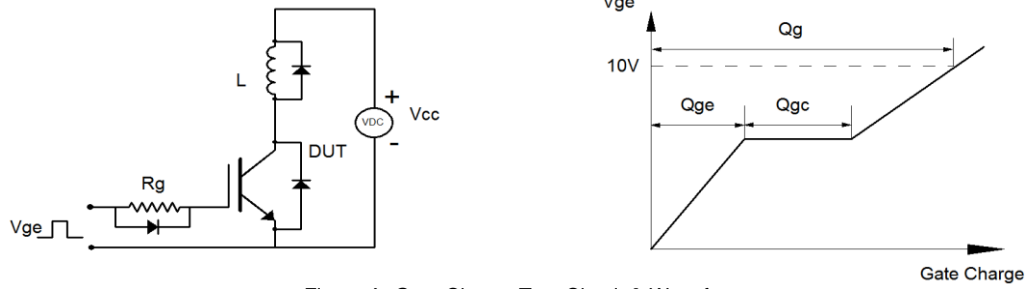 L
+
VDC
Vcc
-
DUT
Rg
Vge
Vge
Qg
10V
Qge
Qgc
Gate Charge